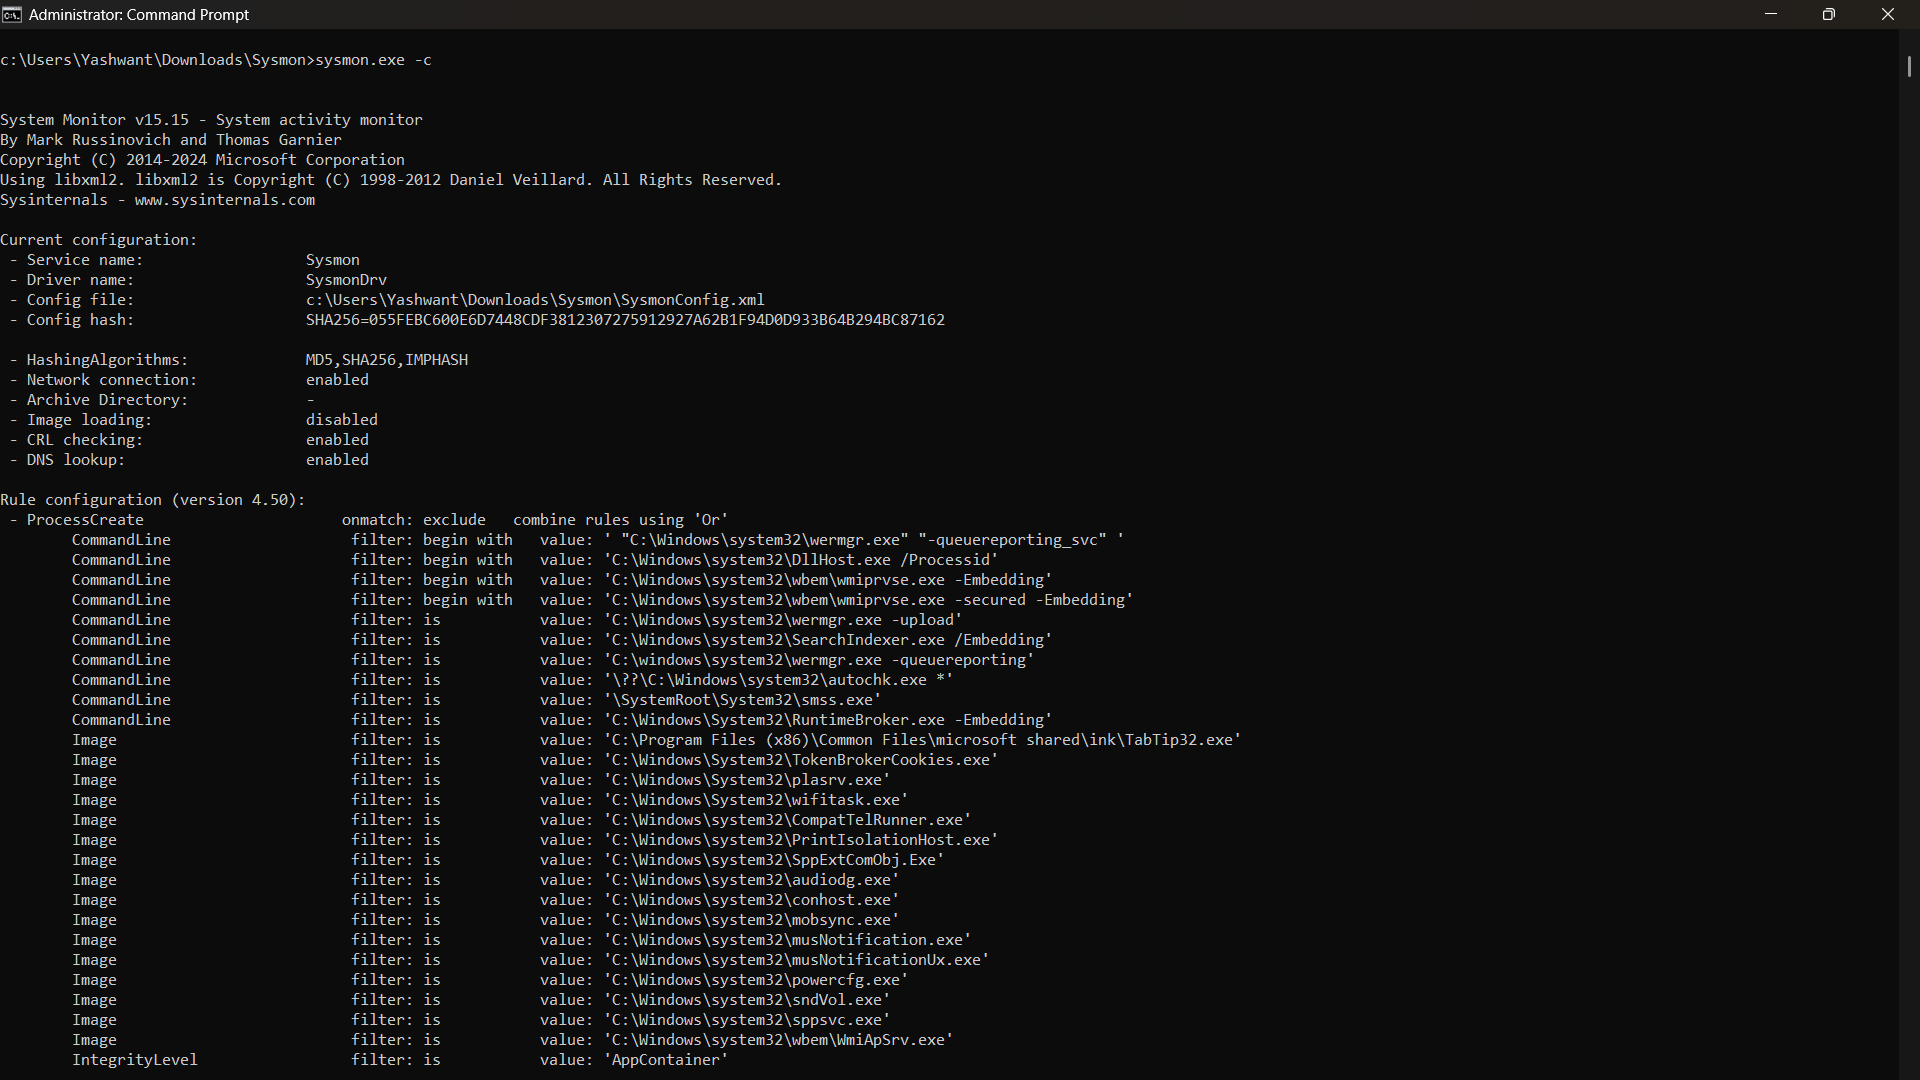 Administrator: Command Prompt
c:\Users\Yashwant\Downloads\Sysmon>sysmon.exe -c
System Monitor v15.15 - System activity monitor
By Mark Russinovich and Thomas Garnier
Copyright (C) 2014-2024 Microsoft Corporation
Using libxml2. libxml2 is Copyright (C) 1998-2012 Daniel Veillard. All Rights Reserved.
Sysinternals - www.sysinternals.com
Current configuration:
- Service name: Sysmon
- Driver name: SysmonDrv
- Config file: c:\Users\Yashwant\Downloads\Sysmon\SysmonConfig.xml
- Config hash: SHA256=055FEBC600E6D7448CDF3812307275912927A62B1F94D0D933B64B294BC87162
- HashingAlgorithms: MD5,SHA256,IMPHASH
- Network connection: enabled
- Archive Directory: -
- Image loading: disabled
- CRL checking: enabled
- DNS lookup: enabled
Rule configuration (version 4.50):
- ProcessCreate onmatch: exclude combine rules using 'Or'
CommandLine filter: begin with value: ' "C:\Windows\system32\wermgr.exe" "-queuereporting_svc" '
CommandLine filter: begin with value: 'C:\Windows\system32\DllHost.exe /Processid'
CommandLine filter: begin with value: 'C:\Windows\system32\wbem\wmiprvse.exe -Embedding'
CommandLine filter: begin with value: 'C:\Windows\system32\wbem\wmiprvse.exe -secured -Embedding'
CommandLine filter: is value: 'C:\Windows\system32\wermgr.exe -upload'
CommandLine filter: is value: 'C:\Windows\system32\SearchIndexer.exe /Embedding'
CommandLine filter: is value: 'C:\windows\system32\wermgr.exe -queuereporting'
CommandLine filter: is value: '\??\C:\Windows\system32\autochk.exe *'
CommandLine filter: is value: '\SystemRoot\System32\smss.exe'
CommandLine filter: is value: 'C:\Windows\System32\RuntimeBroker.exe -Embedding'
Image filter: is value: 'C:\Program Files (x86)\Common Files\microsoft shared\ink\TabTip32.exe'
Image filter: is value: 'C:\Windows\System32\TokenBrokerCookies.exe'
Image filter: is value: 'C:\Windows\System32\plasrv.exe'
Image filter: is value: 'C:\Windows\System32\wifitask.exe'
Image filter: is value: 'C:\Windows\system32\CompatTelRunner.exe'
Image filter: is value: 'C:\Windows\system32\PrintIsolationHost.exe'
Image filter: is value: 'C:\Windows\system32\SppExtComObj.Exe'
Image filter: is value: 'C:\Windows\system32\audiodg.exe'
Image filter: is value: 'C:\Windows\system32\conhost.exe'
Image filter: is value: 'C:\Windows\system32\mobsync.exe'
Image filter: is value: 'C:\Windows\system32\musNotification.exe'
Image filter: is value: 'C:\Windows\system32\musNotificationUx.exe'
Image filter: is value: 'C:\Windows\system32\powercfg.exe'
Image filter: is value: 'C:\Windows\system32\sndVol.exe'
Image filter: is value: 'C:\Windows\system32\sppsvc.exe'
Image filter: is value: 'C:\Windows\system32\wbem\WmiApSrv.exe'
IntegrityLevel filter: is value: 'AppContainer'